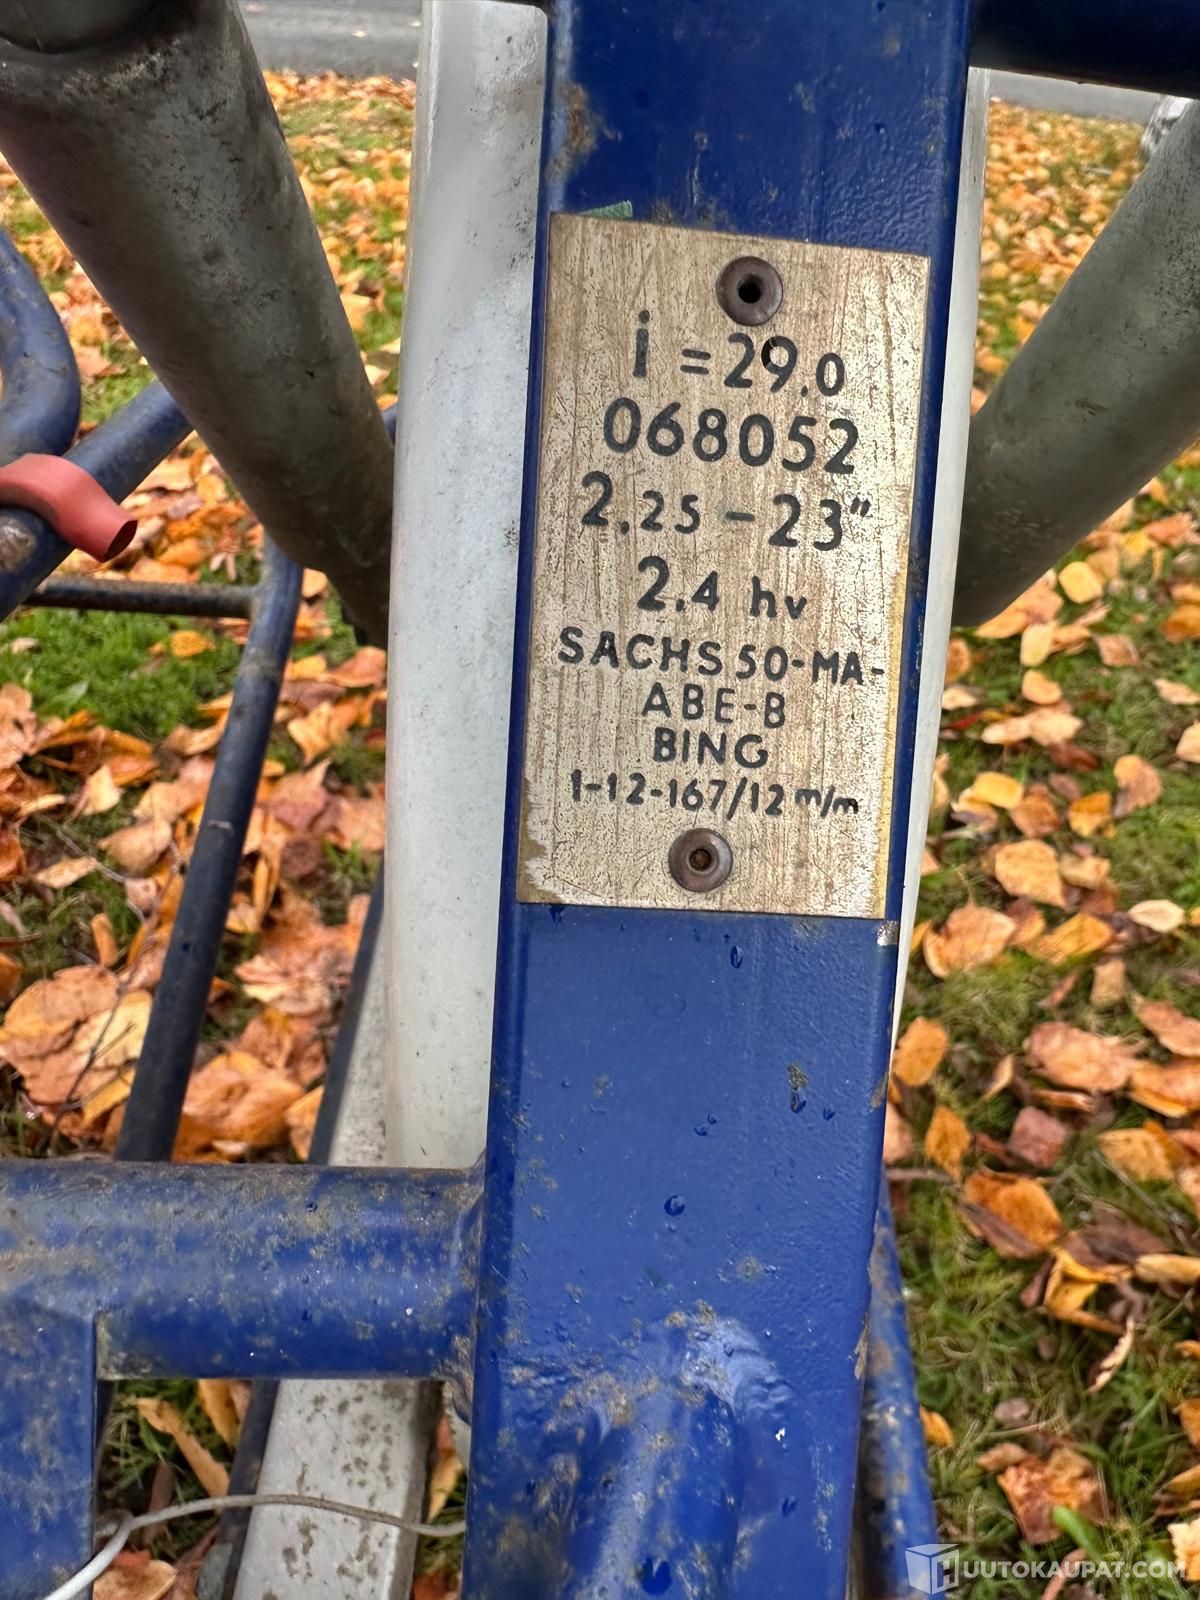 i = 29.0
068052
2.25 - 23"
2.4 hv
SACHS 50-MA-
ABE-B
BING
1-12-167/12 m/m
HUUTOKAUPAT.COM